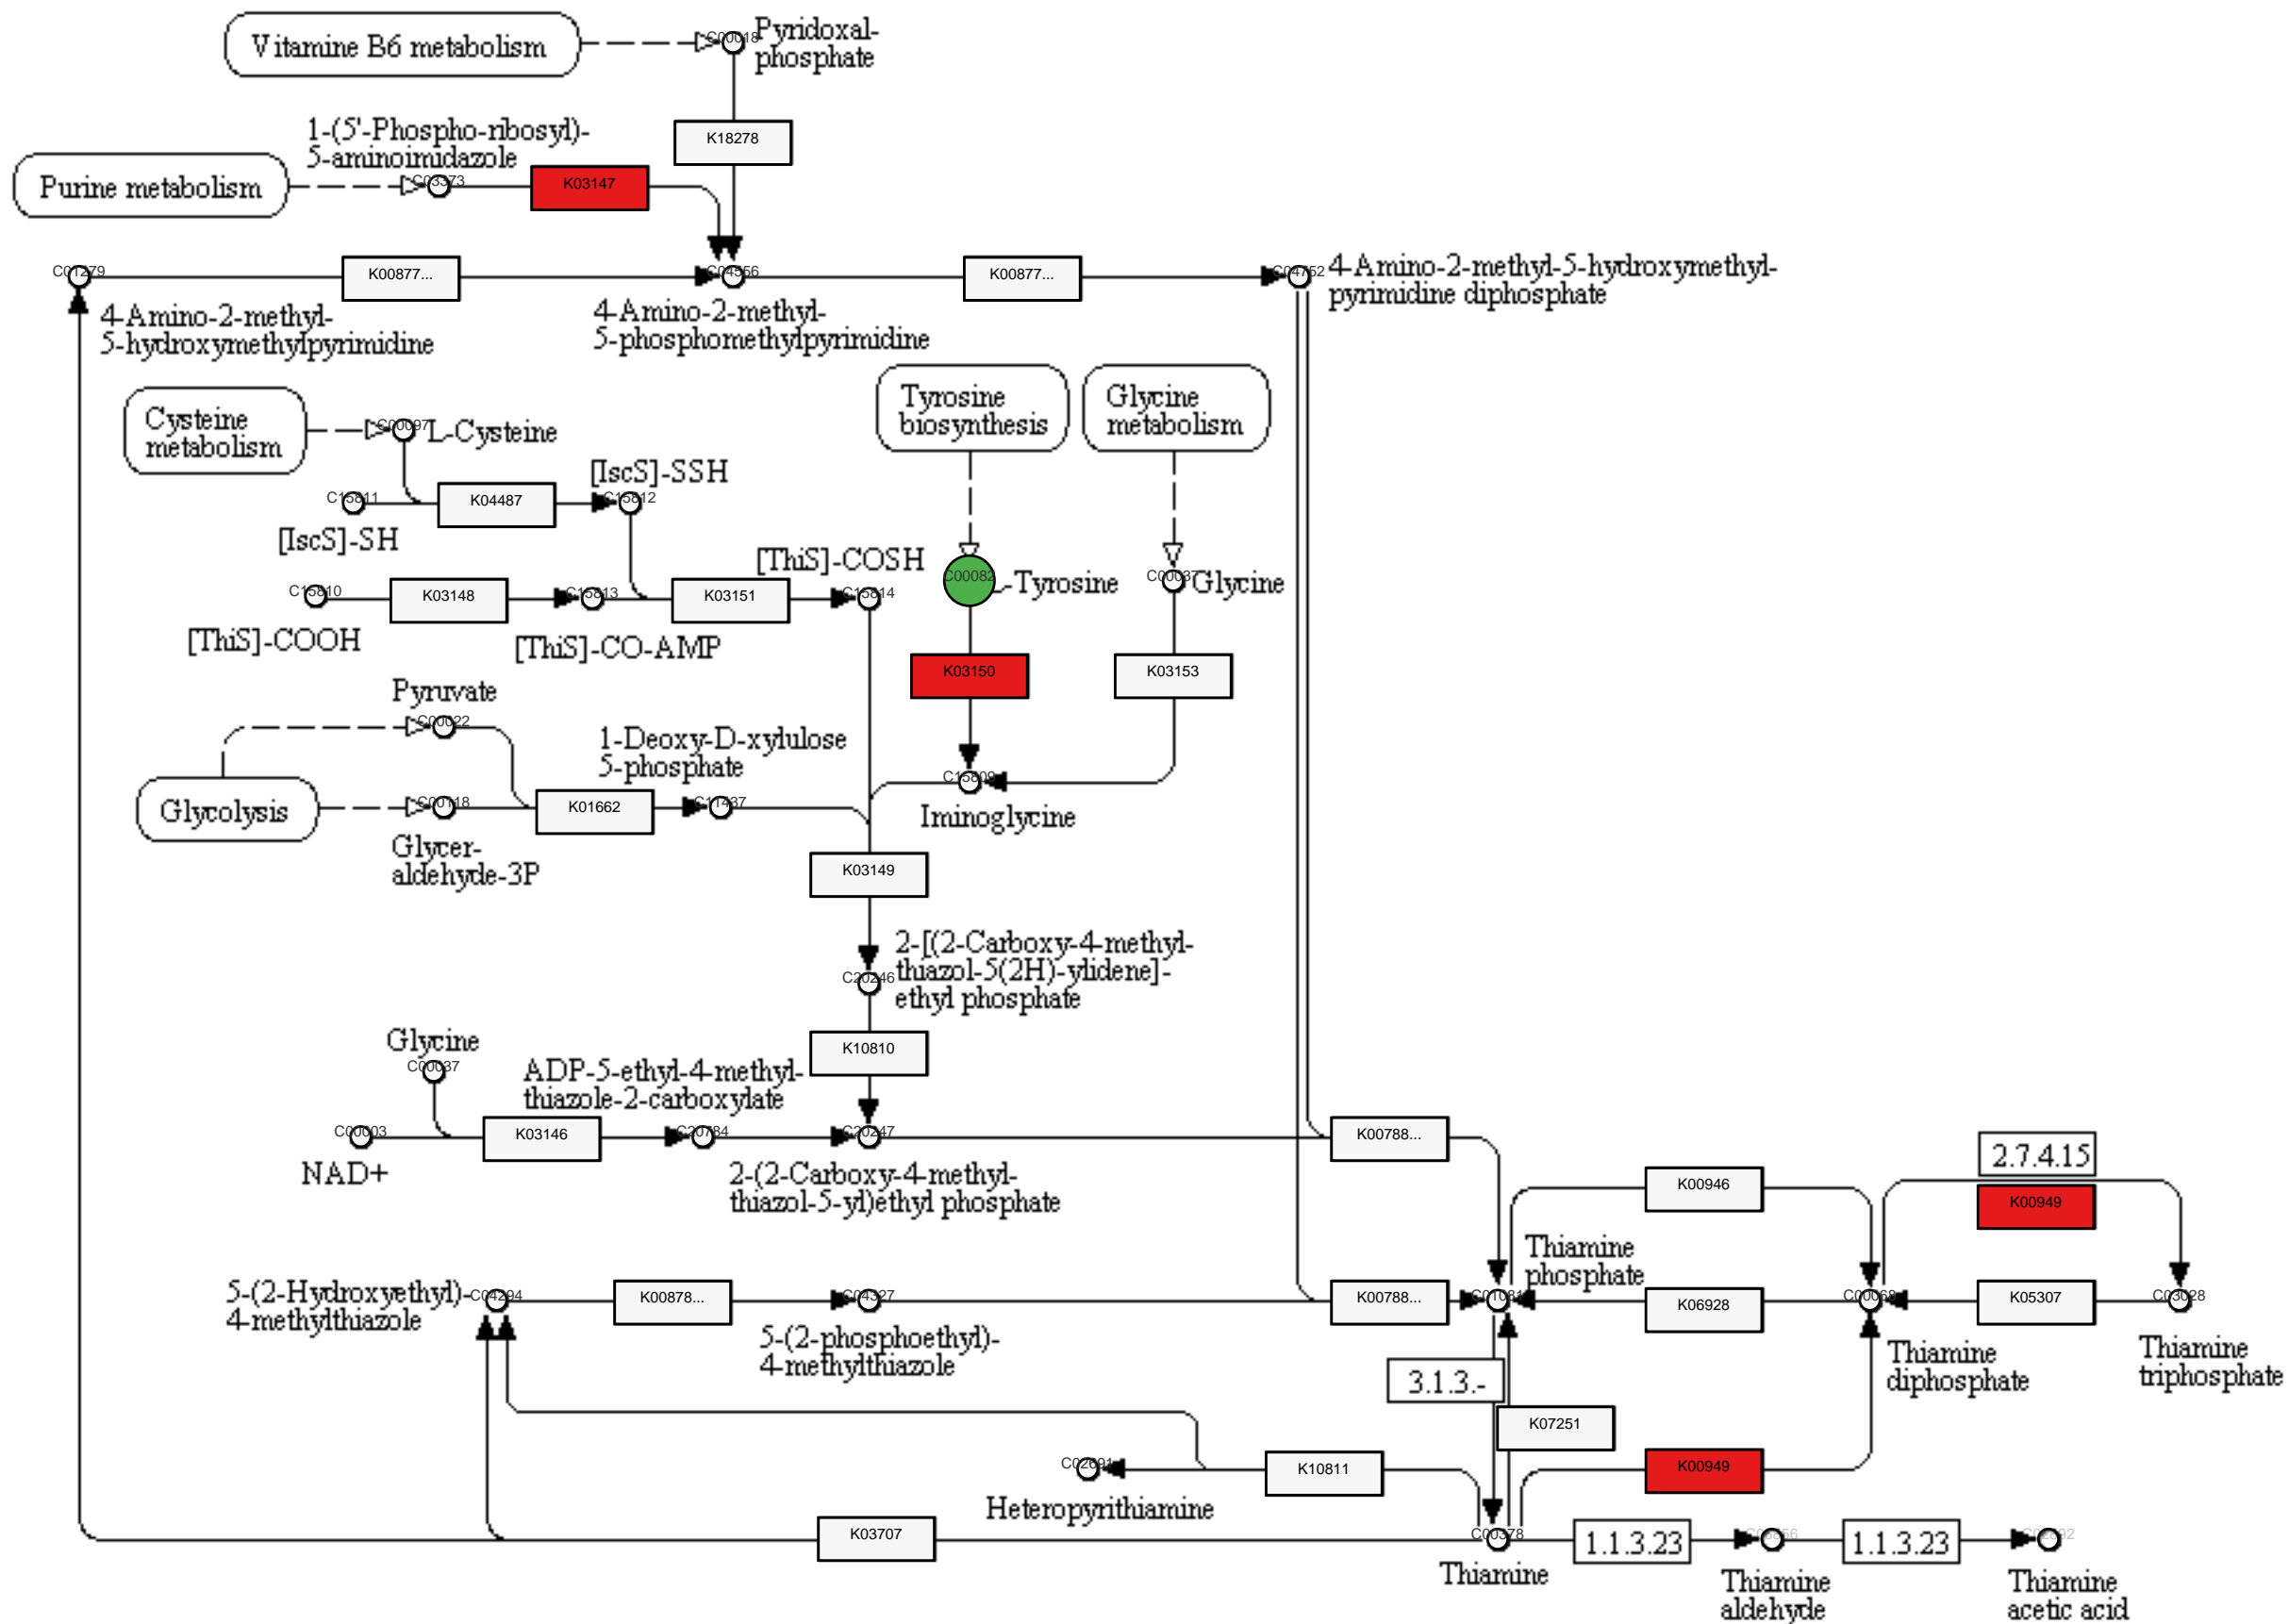 Vitamine B6 metabolism
C00018
Pyridoxal-
phosphate
1-(5'-Phospho-ribosyl)-
5-aminoimidazole
K18278
Purine metabolism
C03373
K03147
C01279
K00877...
C04556
K00877...
C04752
4-Amino-2-methyl-5-hydroxymethyl-
pyrimidine diphosphate
4-Amino-2-methyl-
5-hydroxymethylpyrimidine
4-Amino-2-methyl-
5-phosphomethylpyrimidine
Cysteine
metabolism
C00097
L-Cysteine
Tyrosine
biosynthesis
Glycine
metabolism
[IscS]-SSH
C15811
K04487
C15812
[IscS]-SH
[ThiS]-COSH
C00082
L-Tyrosine
C00037
Glycine
C15810
K03148
C15813
K03151
C15814
[ThiS]-COOH
[ThiS]-CO-AMP
K03150
K03153
Pyruvate
C00022
1-Deoxy-D-xylulose
5-phosphate
C15809
Iminoglycine
Glycolysis
C00118
K01662
C11437
Glycer-
aldehyde-3P
K03149
2-[(2-Carboxy-4-methyl-
thiazol-5(2H)-ylidene]-
ethyl phosphate
C20246
Glycine
C00037
K10810
ADP-5-ethyl-4-methyl-
thiazole-2-carboxylate
C00003
K03146
C20784
C20247
K00788...
NAD+
2-(2-Carboxy-4-methyl-
thiazol-5-yl)ethyl phosphate
2.7.4.15
K00946
K00949
Thiamine
phosphate
5-(2-Hydroxyethyl)-
4-methylthiazole
C04294
K00878...
C04327
K00788...
C01081
K06928
C00068
K05307
C03028
5-(2-phosphoethyl)-
4-methylthiazole
Thiamine
diphosphate
Thiamine
triphosphate
3.1.3.-
K07251
C02691
K10811
K00949
Heteropyrithiamine
K03707
C00378
1.1.3.23
1.1.3.23
C02892
Thiamine
Thiamine
aldehyde
Thiamine
acetic acid